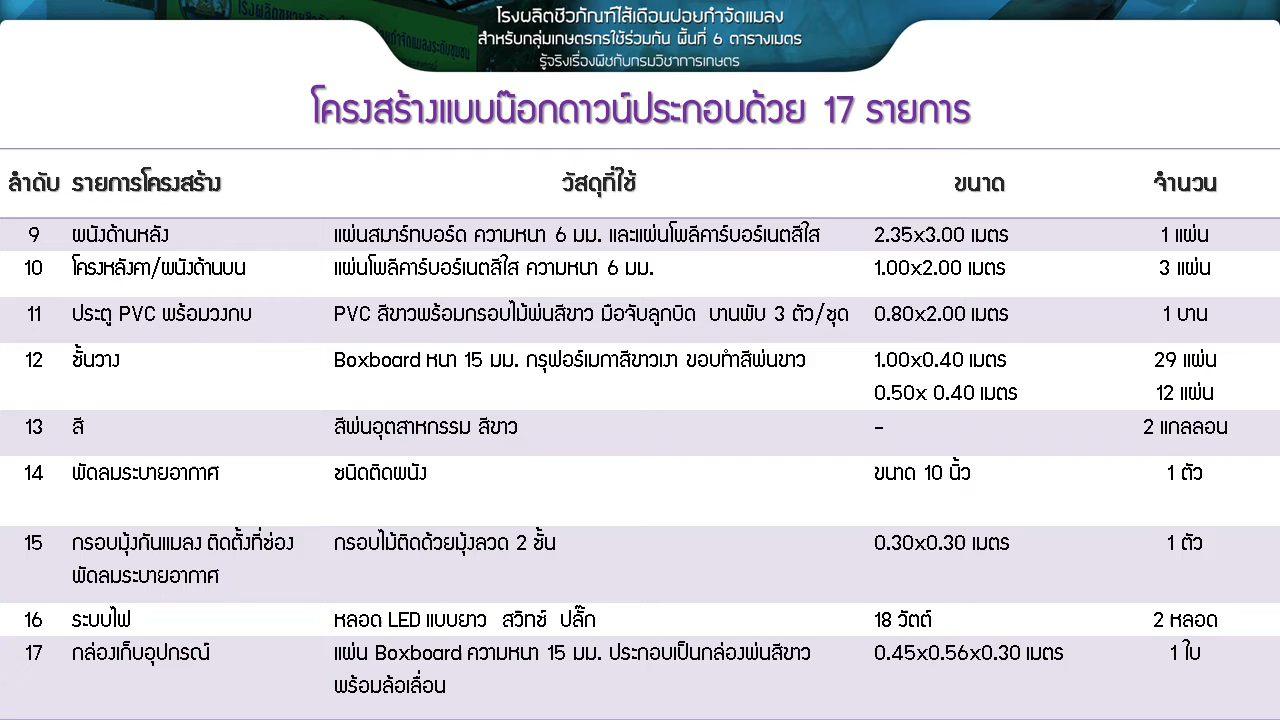 โรงผลิตชีวภัณฑ์ไส้เดือนฝอยกำจัดแมลง
สำหรับกลุ่มเกษตรกรใช้ร่วมกัน พื้นที่ 6 ตารางเมตร
รู้จริงเรื่องพืชกับกรมวิชาการเกษตร
โครงสร้างแบบน๊อกดาวน์ประกอบด้วย 17 รายการ
ลำดับ รายการโครงสร้าง วัสดุที่ใช้ ขนาด จำนวน
9 ผนังด้านหลัง แผ่นสมาร์ทบอร์ด ความหนา 6 มม. และแผ่นโพลีคาร์บอร์เนตสีใส 2.35x3.00 เมตร 1 แผ่น
10 โครงหลังคา/ผนังด้านบน แผ่นโพลีคาร์บอร์เนตสีใส ความหนา 6 มม. 1.00x2.00 เมตร 3 แผ่น
11 ประตู PVC พร้อมวงกบ PVC สีขาวพร้อมกรอบไม้พ่นสีขาว มือจับลูกบิด บานพับ 3 ตัว/ชุด 0.80x2.00 เมตร 1 บาน
12 ชั้นวาง Boxboard หนา 15 มม. กรุฟอร์เมกาสีขาวเงา ขอบทำสีพ่นขาว 1.00x0.40 เมตร 29 แผ่น
0.50x 0.40 เมตร 12 แผ่น
13 สี สีพ่นอุตสาหกรรม สีขาว - 2 แกลลอน
14 พัดลมระบายอากาศ ชนิดติดผนัง ขนาด 10 นิ้ว 1 ตัว
15 กรอบมุ้งกันแมลง ติดตั้งที่ช่อง กรอบไม้ติดด้วยมุ้งลวด 2 ชั้น 0.30x0.30 เมตร 1 ตัว
พัดลมระบายอากาศ
16 ระบบไฟ หลอด LED แบบยาว สวิทซ์ ปลั๊ก 18 วัตต์ 2 หลอด
17 กล่องเก็บอุปกรณ์ แผ่น Boxboard ความหนา 15 มม. ประกอบเป็นกล่องพ่นสีขาว 0.45x0.56x0.30 เมตร 1 ใบ
พร้อมล้อเลื่อน